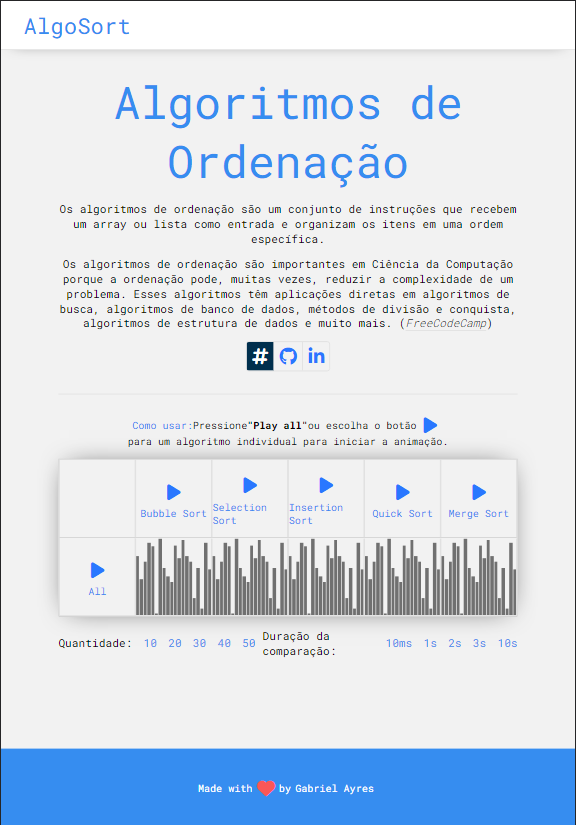 AlgoSort
Algoritmos de
Ordenação
Os algoritmos de ordenação são um conjunto de instruções que recebem
um array ou lista como entrada e organizam os itens em uma ordem
específica.
Os algoritmos de ordenação são importantes em Ciência da Computação
porque a ordenação pode, muitas vezes, reduzir a complexidade de um
problema. Esses algoritmos têm aplicações diretas em algoritmos de
busca, algoritmos de banco de dados, métodos de divisão e conquista,
algoritmos de estrutura de dados e muito mais. (FreeCodeCamp)
# in
Como usar:Pressione"Play all"ou escolha o botão
para um algoritmo individual para iniciar a animação.
Bubble Sort
Selection
Sort
Insertion
Sort
Quick Sort
Merge Sort
All
Quantidade: 10 20 30 40 50
Duração da
comparação:
10ms 1s 2s 3s 10s
Made with by Gabriel Ayres